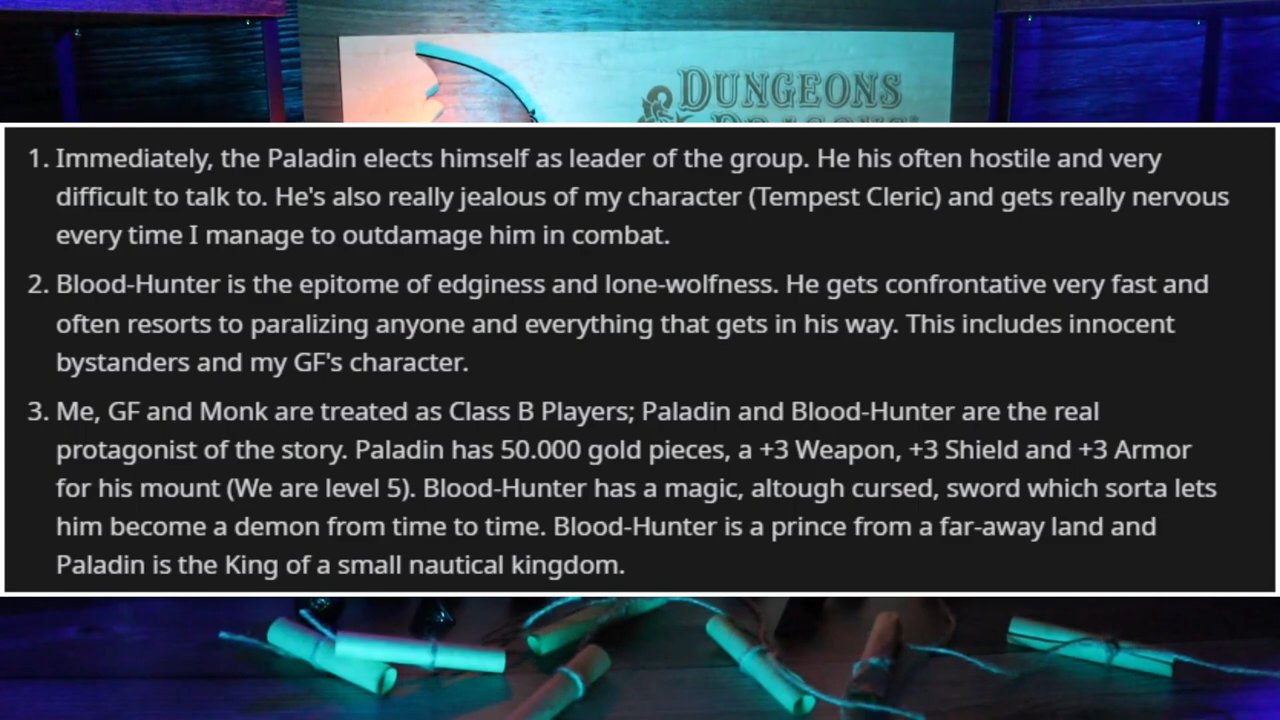 DUNGEONS
DRAGONS
1. Immediately, the Paladin elects himself as leader of the group. He his often hostile and very
difficult to talk to. He's also really jealous of my character (Tempest Cleric) and gets really nervous
every time I manage to outdamage him in combat.
2. Blood-Hunter is the epitome of edginess and lone-wolfness. He gets confrontative very fast and
often resorts to paralizing anyone and everything that gets in his way. This includes innocent
bystanders and my GF's character.
3. Me, GF and Monk are treated as Class B Players; Paladin and Blood-Hunter are the real
protagonist of the story. Paladin has 50.000 gold pieces, a +3 Weapon, +3 Shield and +3 Armor
for his mount (We are level 5). Blood-Hunter has a magic, altough cursed, sword which sorta lets
him become a demon from time to time. Blood-Hunter is a prince from a far-away land and
Paladin is the King of a small nautical kingdom.